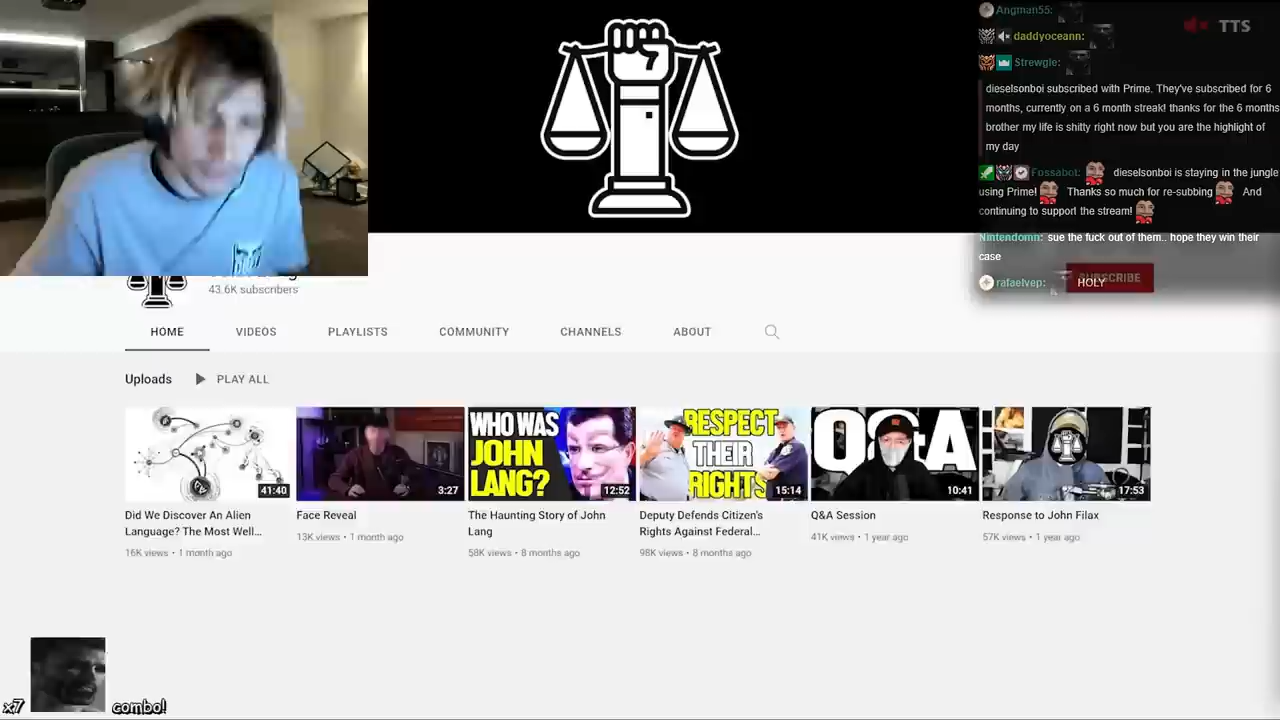 Angman55:
TTS
daddyoceann:
Strewgle:
dieselsonboi subscribed with Prime. They've subscribed for 6
months, currently on a 6 month streak! thanks for the 6 months
brother my life is shitty right now but you are the highlight of
my day
Fossabot: dieselsonboi is staying in the jungle
using Prime! Thanks so much for re-subbing And
continuing to support the stream!
Nintendomn: sue the fuck out of them.. hope they win their
case
rafaelvep: HOLY
SUBSCRIBE
43.6K subscribers
HOME VIDEOS PLAYLISTS COMMUNITY CHANNELS ABOUT
Uploads PLAY ALL
41:40
3:27
WHO WAS
JOHN
LANG?
12:52
RESPECT
THEIR
RIGHTS
15:14
Q&A
10:41
17:53
Did We Discover An Alien
Language? The Most Well...
16K views • 1 month ago
Face Reveal
13K views • 1 month ago
The Haunting Story of John
Lang
58K views • 8 months ago
Deputy Defends Citizen's
Rights Against Federal...
98K views • 8 months ago
Q&A Session
41K views • 1 year ago
Response to John Filax
57K views • 1 year ago
x7 combo!